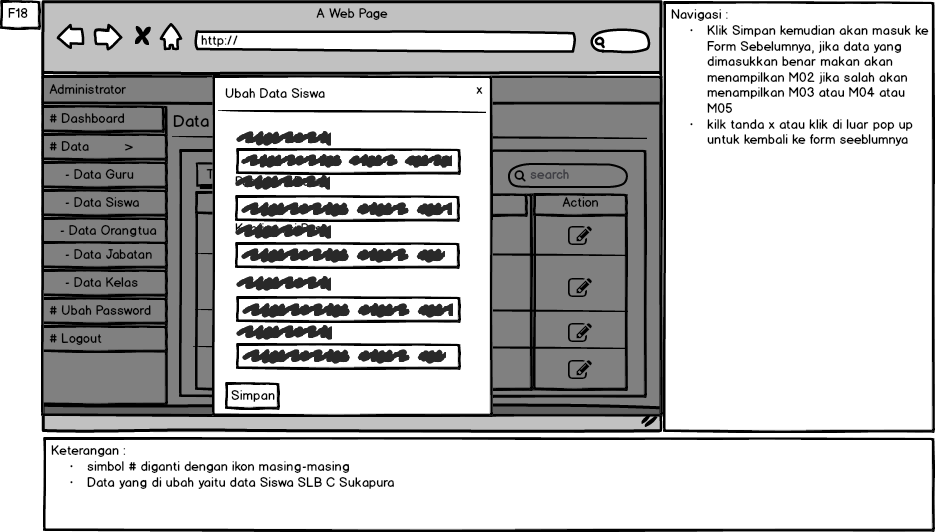 F18
A Web Page
http://
Administrator
# Dashboard
# Data >
- Data Guru
- Data Siswa
- Data Orangtua
- Data Jabatan
- Data Kelas
# Ubah Password
# Logout
Data
T
search
Action
Ubah Data Siswa x
Simpan
Navigasi :
· Klik Simpan kemudian akan masuk ke
Form Sebelumnya, jika data yang
dimasukkan benar makan akan
menampilkan M02 jika salah akan
menampilkan M03 atau M04 atau
M05
· kilk tanda x atau klik di luar pop up
untuk kembali ke form seeblumnya
Keterangan :
· simbol # diganti dengan ikon masing-masing
· Data yang di ubah yaitu data Siswa SLB C Sukapura